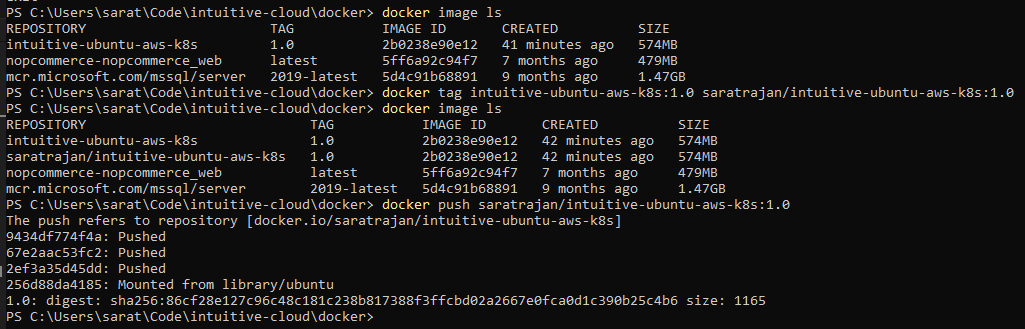 PS C:\Users\sarat\Code\intuitive-cloud\docker> docker image ls
REPOSITORY TAG IMAGE ID CREATED SIZE
intuitive-ubuntu-aws-k8s 1.0 2b0238e90e12 41 minutes ago 574MB
nopcommerce-nopcommerce_web latest 5ff6a92c94f7 7 months ago 479MB
mcr.microsoft.com/mssql/server 2019-latest 5d4c91b68891 9 months ago 1.47GB
PS C:\Users\sarat\Code\intuitive-cloud\docker> docker tag intuitive-ubuntu-aws-k8s:1.0 saratrajan/intuitive-ubuntu-aws-k8s:1.0
PS C:\Users\sarat\Code\intuitive-cloud\docker> docker image ls
REPOSITORY TAG IMAGE ID CREATED SIZE
intuitive-ubuntu-aws-k8s 1.0 2b0238e90e12 42 minutes ago 574MB
saratrajan/intuitive-ubuntu-aws-k8s 1.0 2b0238e90e12 42 minutes ago 574MB
nopcommerce-nopcommerce_web latest 5ff6a92c94f7 7 months ago 479MB
mcr.microsoft.com/mssql/server 2019-latest 5d4c91b68891 9 months ago 1.47GB
PS C:\Users\sarat\Code\intuitive-cloud\docker> docker push saratrajan/intuitive-ubuntu-aws-k8s:1.0
The push refers to repository [docker.io/saratrajan/intuitive-ubuntu-aws-k8s]
9434df774f4a: Pushed
67e2aac53fc2: Pushed
2ef3a35d45dd: Pushed
256d88da4185: Mounted from library/ubuntu
1.0: digest: sha256:86cf28e127c96c48c181c238b817388f3ffcbd02a2667e0fca0d1c390b25c4b6 size: 1165
PS C:\Users\sarat\Code\intuitive-cloud\docker>